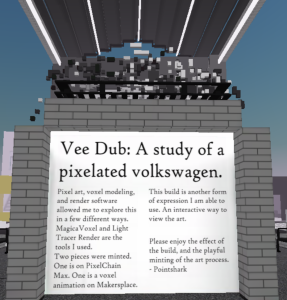 Vee Dub: A study of a
pixelated volkswagen.
Pixel art, voxel modeling,
and render software
allowed me to explore this
in a few different ways.
MagicaVoxel and Light
Tracer Render are the
tools I used.
Two pieces were minted.
One is on PixelChain
Max. One is a voxel
animation on Makersplace.
This build is another form
of expression I am able to
use. An interactive way to
view the art.
Please enjoy the effect of
the build, and the playful
minting of the art process.
- Pointshark